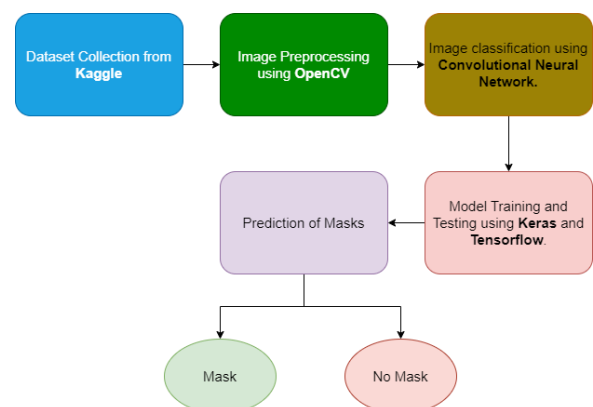 Dataset Collection from
Kaggle
Image Preprocessing
using OpenCV
Image classification using
Convolutional Neural
Network.
Model Training and
Testing using Keras and
Tensorflow.
Prediction of Masks
Mask
No Mask